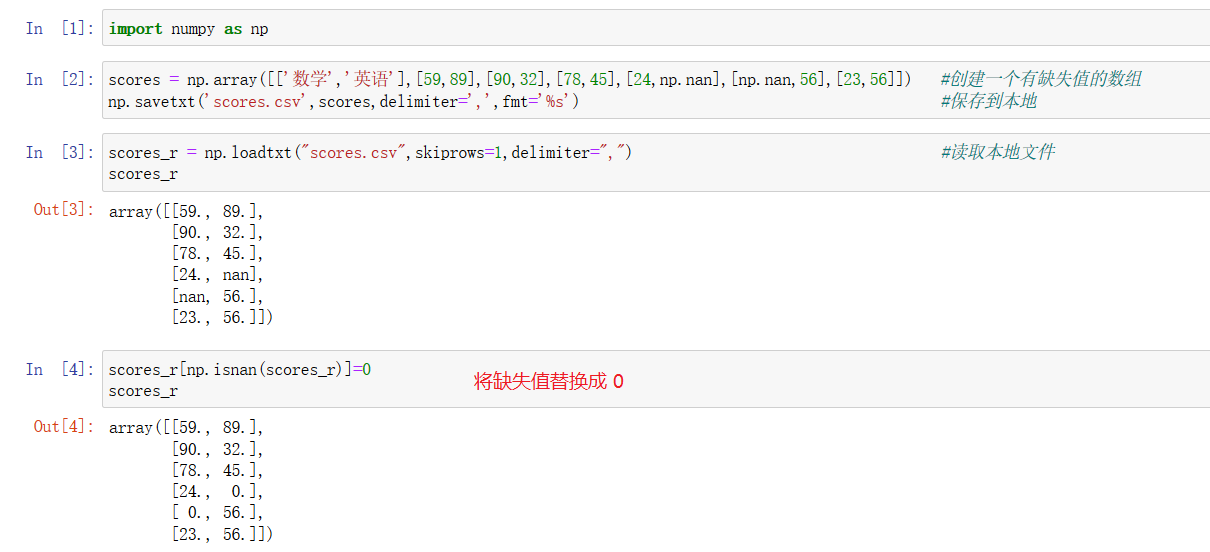 In [1]: import numpy as np
In [2]: scores = np.array([['数学','英语'],[59,89],[90,32],[78,45],[24,np.nan],[np.nan,56],[23,56]]) #创建一个有缺失值的数组
np.savetxt('scores.csv',scores,delimiter=',',fmt='%s') #保存到本地
In [3]: scores_r = np.loadtxt("scores.csv",skiprows=1,delimiter=",") #读取本地文件
scores_r
Out[3]: array([[59., 89.],
[90., 32.],
[78., 45.],
[24., nan],
[nan, 56.],
[23., 56.]])
In [4]: scores_r[np.isnan(scores_r)]=0
将缺失值替换成 0
scores_r
Out[4]: array([[59., 89.],
[90., 32.],
[78., 45.],
[24., 0.],
[ 0., 56.],
[23., 56.]])